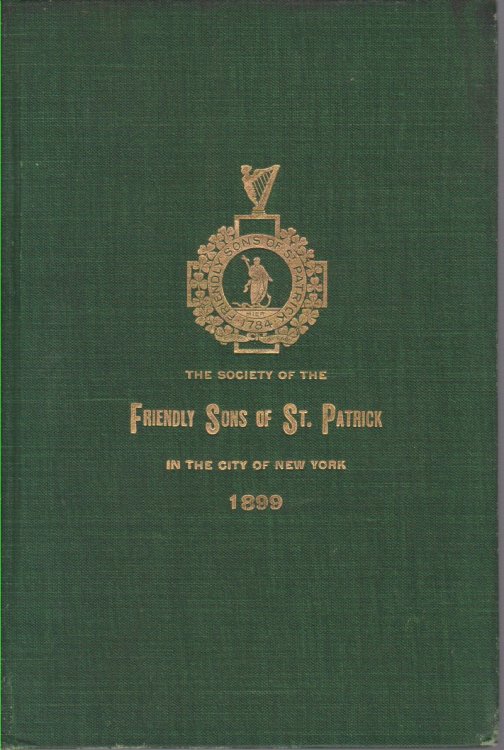 FRIENDLY SONS OF ST. PATRICK
1784
THE SOCIETY OF THE
FRIENDLY SONS OF ST. PATRICK
IN THE CITY OF NEW YORK
1899